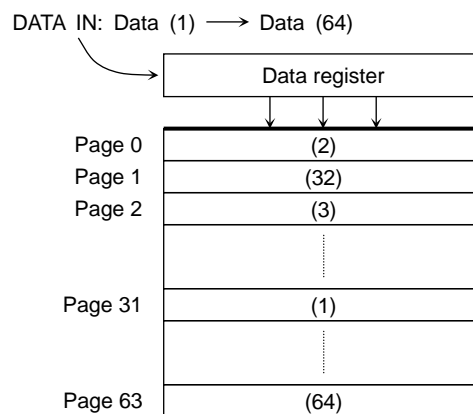 DATA IN: Data (1) ⟶ Data (64)
Data register
Page 0 (2)
Page 1 (32)
Page 2 (3)
Page 31 (1)
Page 63 (64)